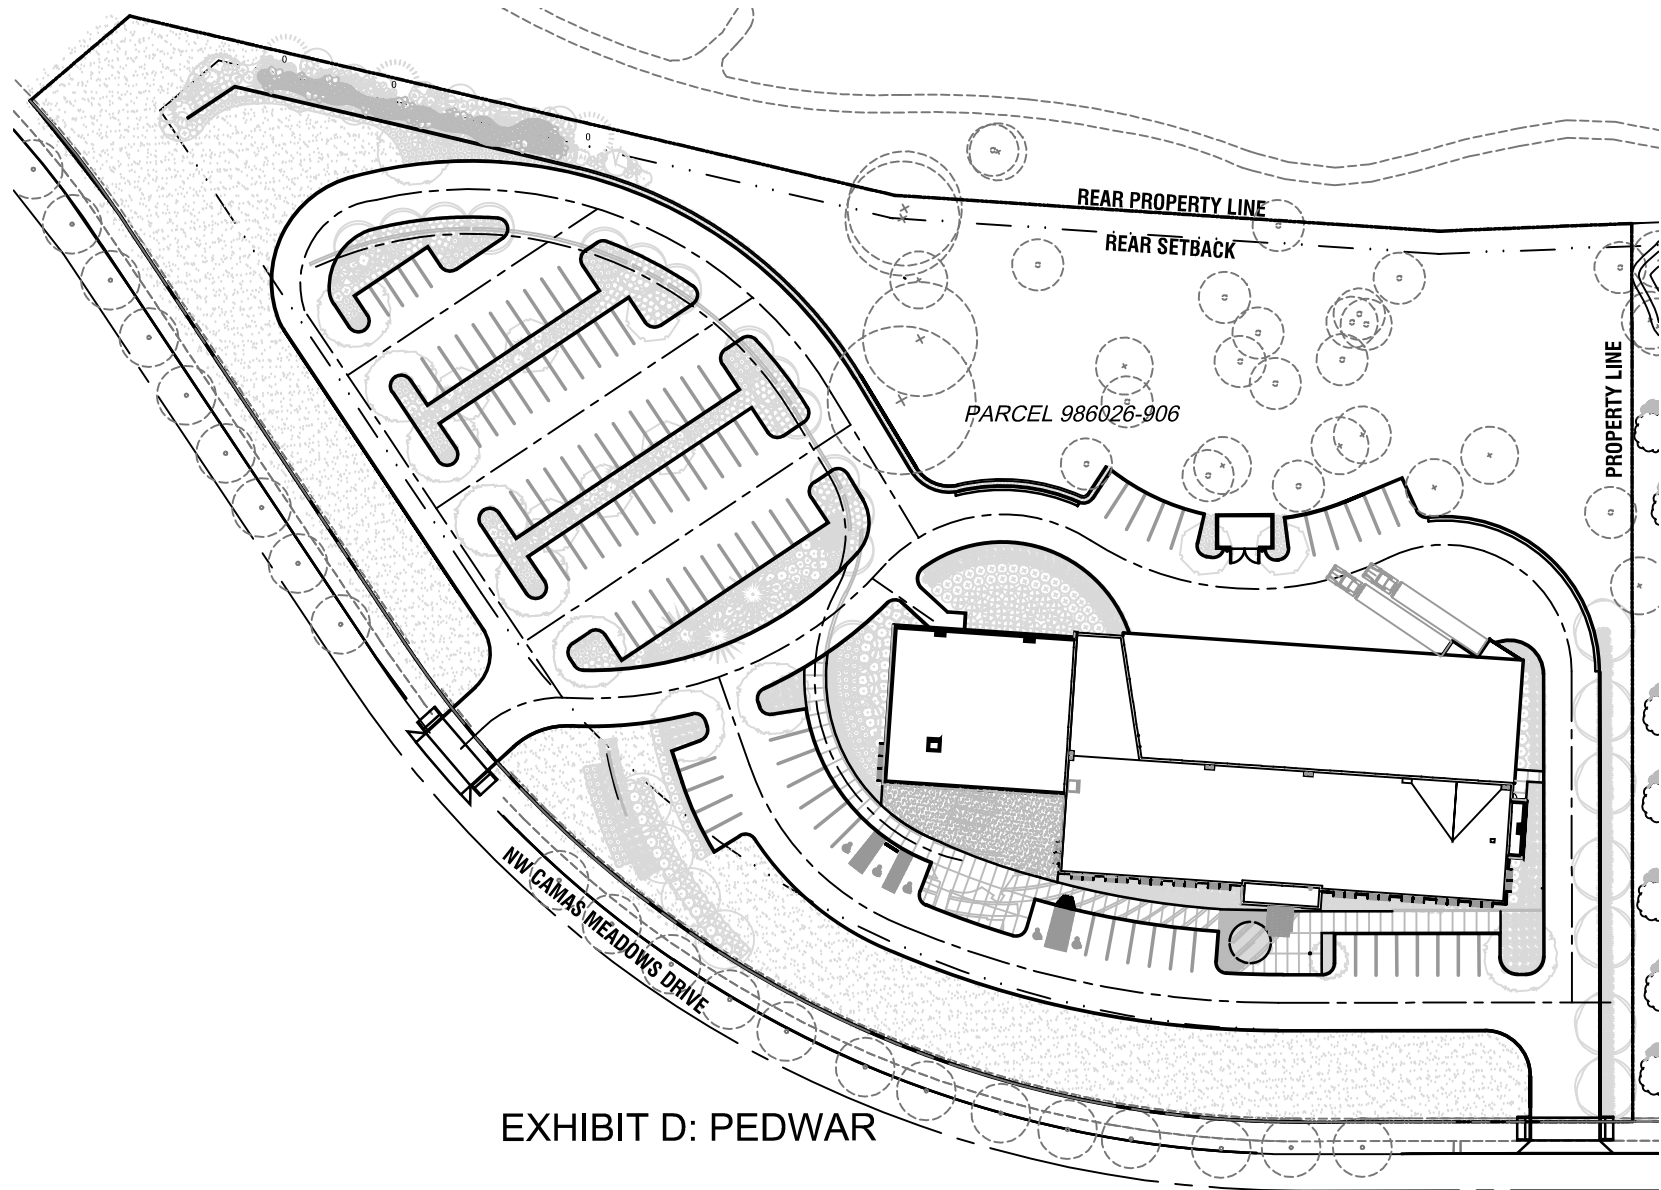 REAR PROPERTY LINE
REAR SETBACK
PROPERTY LINE
PARCEL 986026-906
NW CAMAS MEADOWS DRIVE
EXHIBIT D: PEDWAR